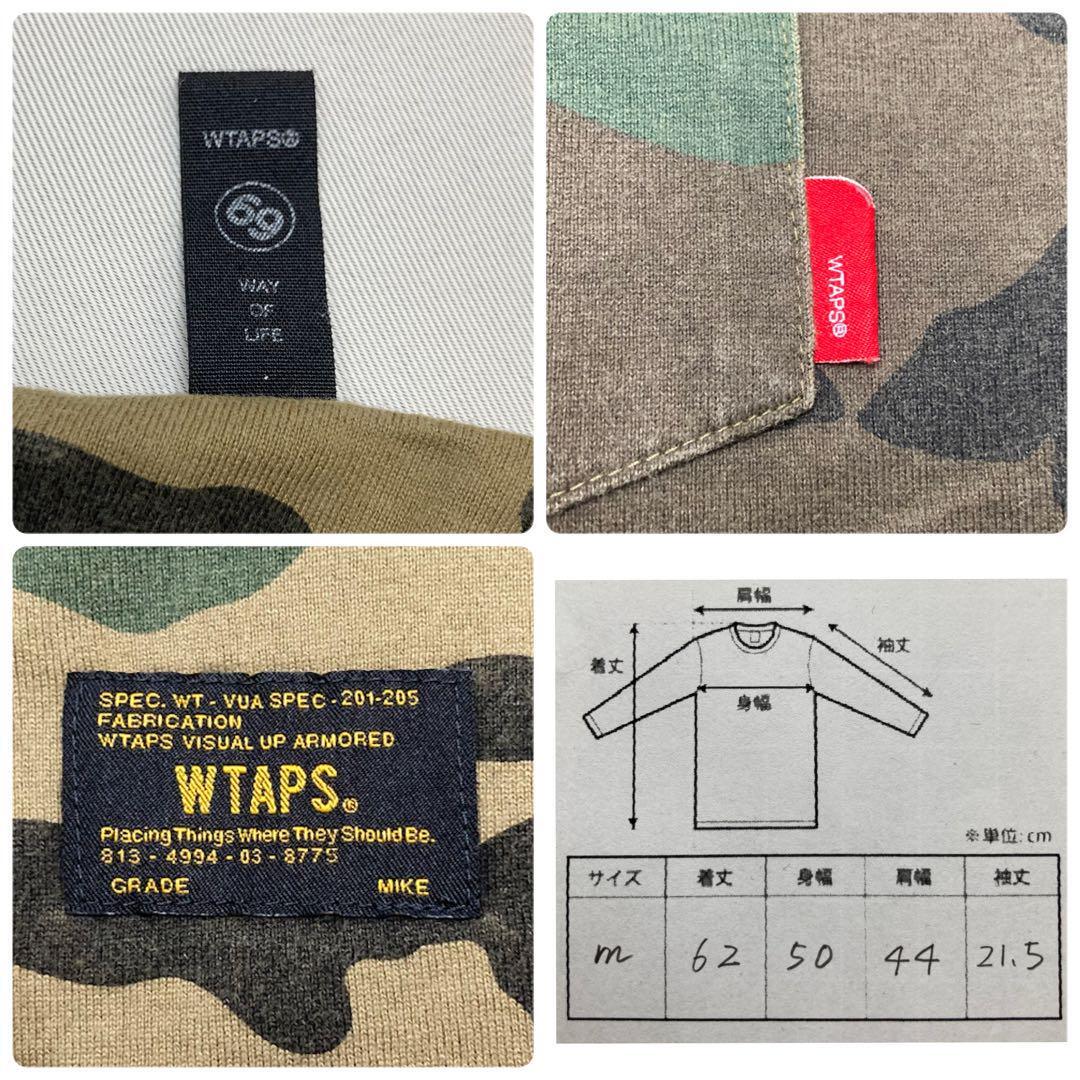 WTAPS®
69
WAY
OF
LIFE
WTAPS®
SPEC. WT - VUA SPEC - 201-205
FABRICATION
WTAPS VISUAL UP ARMORED
WTAPS.®
Placing Things Where They Should Be.
813 - 4994 - 03 - 8775
GRADE MIKE
肩幅
着丈
袖丈
身幅
※単位:cm
サイズ 着丈 身幅 肩幅 袖丈
m 62 50 44 21.5